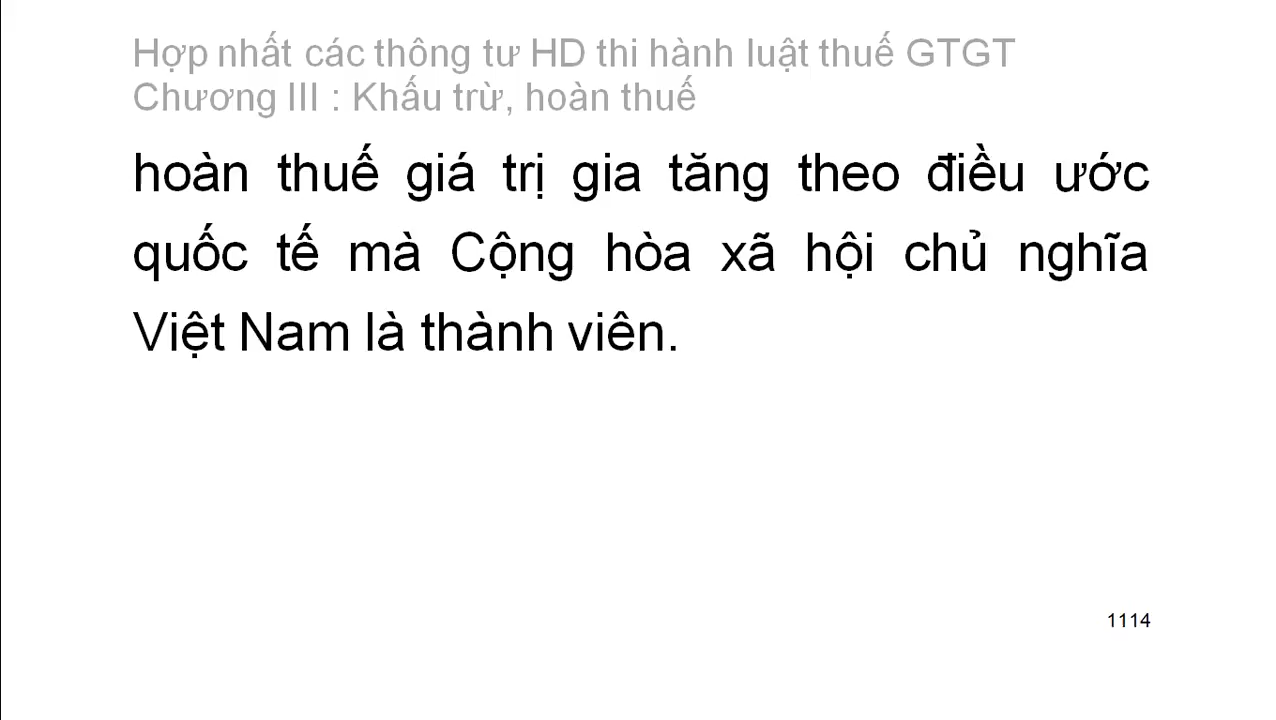 Hợp nhất các thông tư HD thi hành luật thuế GTGT
Chương III : Khấu trừ, hoàn thuế
hoàn thuế giá trị gia tăng theo điều ước
quốc tế mà Cộng hòa xã hội chủ nghĩa
Việt Nam là thành viên.
1114